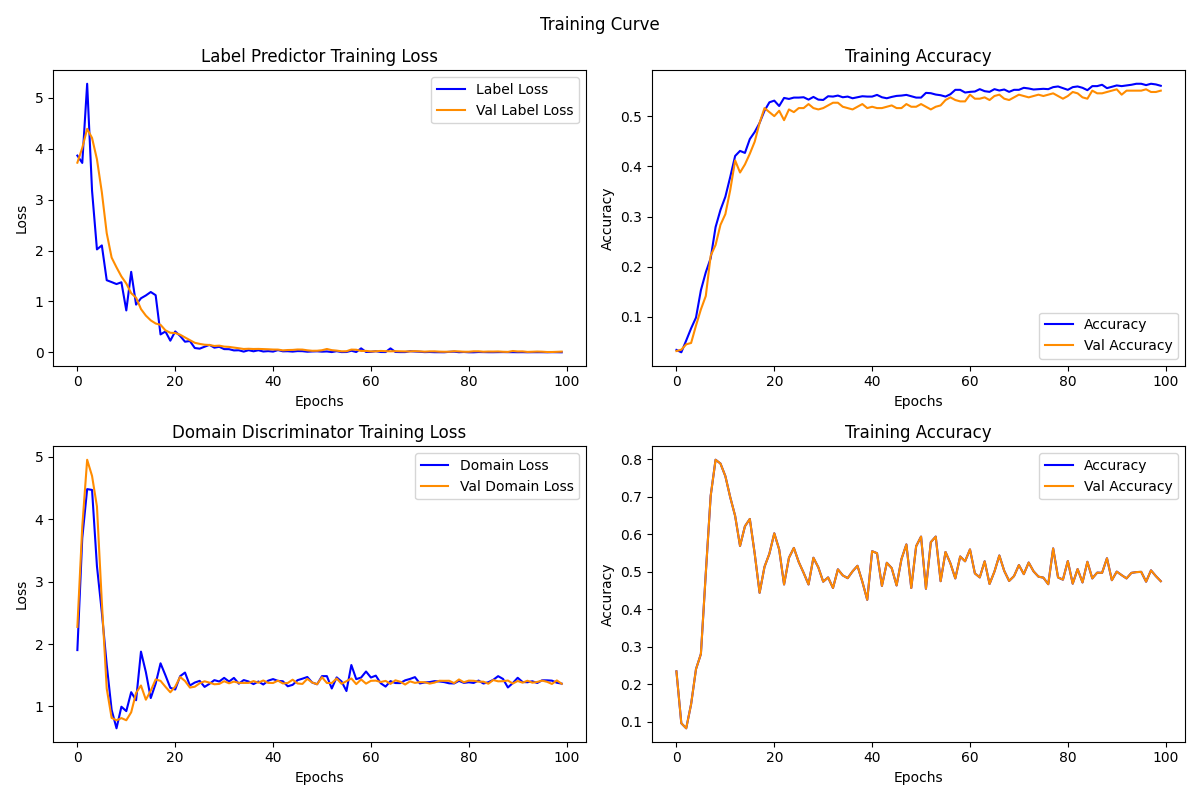 Training Curve
Label Predictor Training Loss
Loss
5
4
3
2
1
0
Label Loss
Val Label Loss
0 20 40 60 80 100
Epochs
Training Accuracy
Accuracy
0.5
0.4
0.3
0.2
0.1
Accuracy
Val Accuracy
0 20 40 60 80 100
Epochs
Domain Discriminator Training Loss
Loss
5
4
3
2
1
Domain Loss
Val Domain Loss
0 20 40 60 80 100
Epochs
Training Accuracy
Accuracy
0.8
0.7
0.6
0.5
0.4
0.3
0.2
0.1
Accuracy
Val Accuracy
0 20 40 60 80 100
Epochs